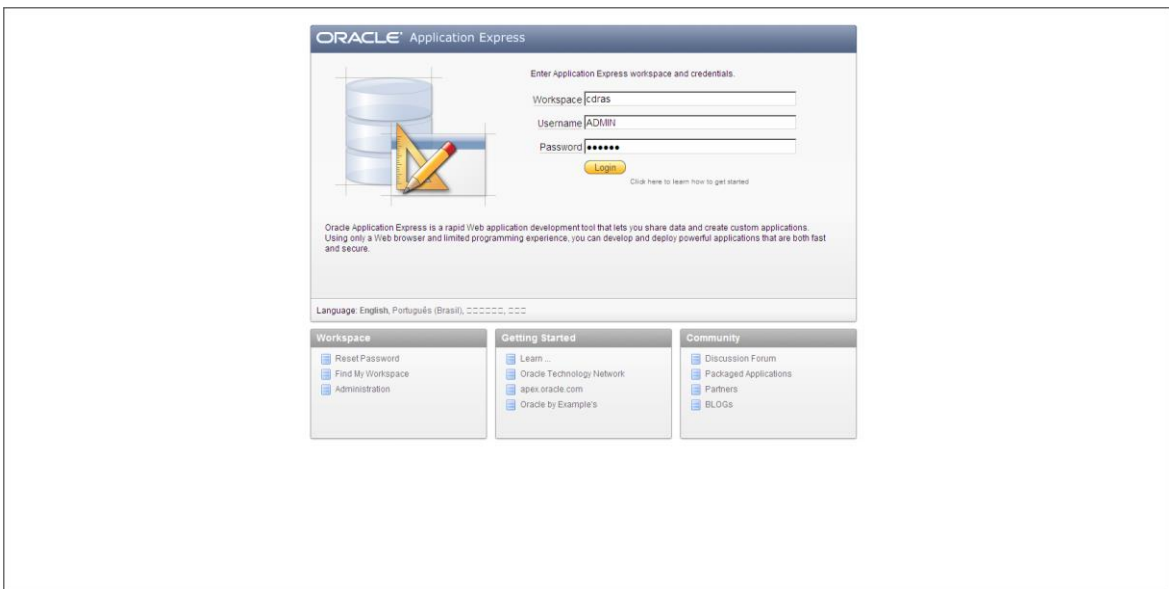 ORACLE Application Express
Enter Application Express workspace and credentials.
Workspace cdras
Username ADMIN
Password ••••••
Login
Click here to learn how to get started
Oracle Application Express is a rapid Web application development tool that lets you share data and create custom applications.
Using only a Web browser and limited programming experience, you can develop and deploy powerful applications that are both fast
and secure.
Language: English, Português (Brasil),
Workspace
Reset Password
Find My Workspace
Administration
Getting Started
Learn ...
Oracle Technology Network
apex.oracle.com
Oracle by Example's
Community
Discussion Forum
Packaged Applications
Partners
BLOGs